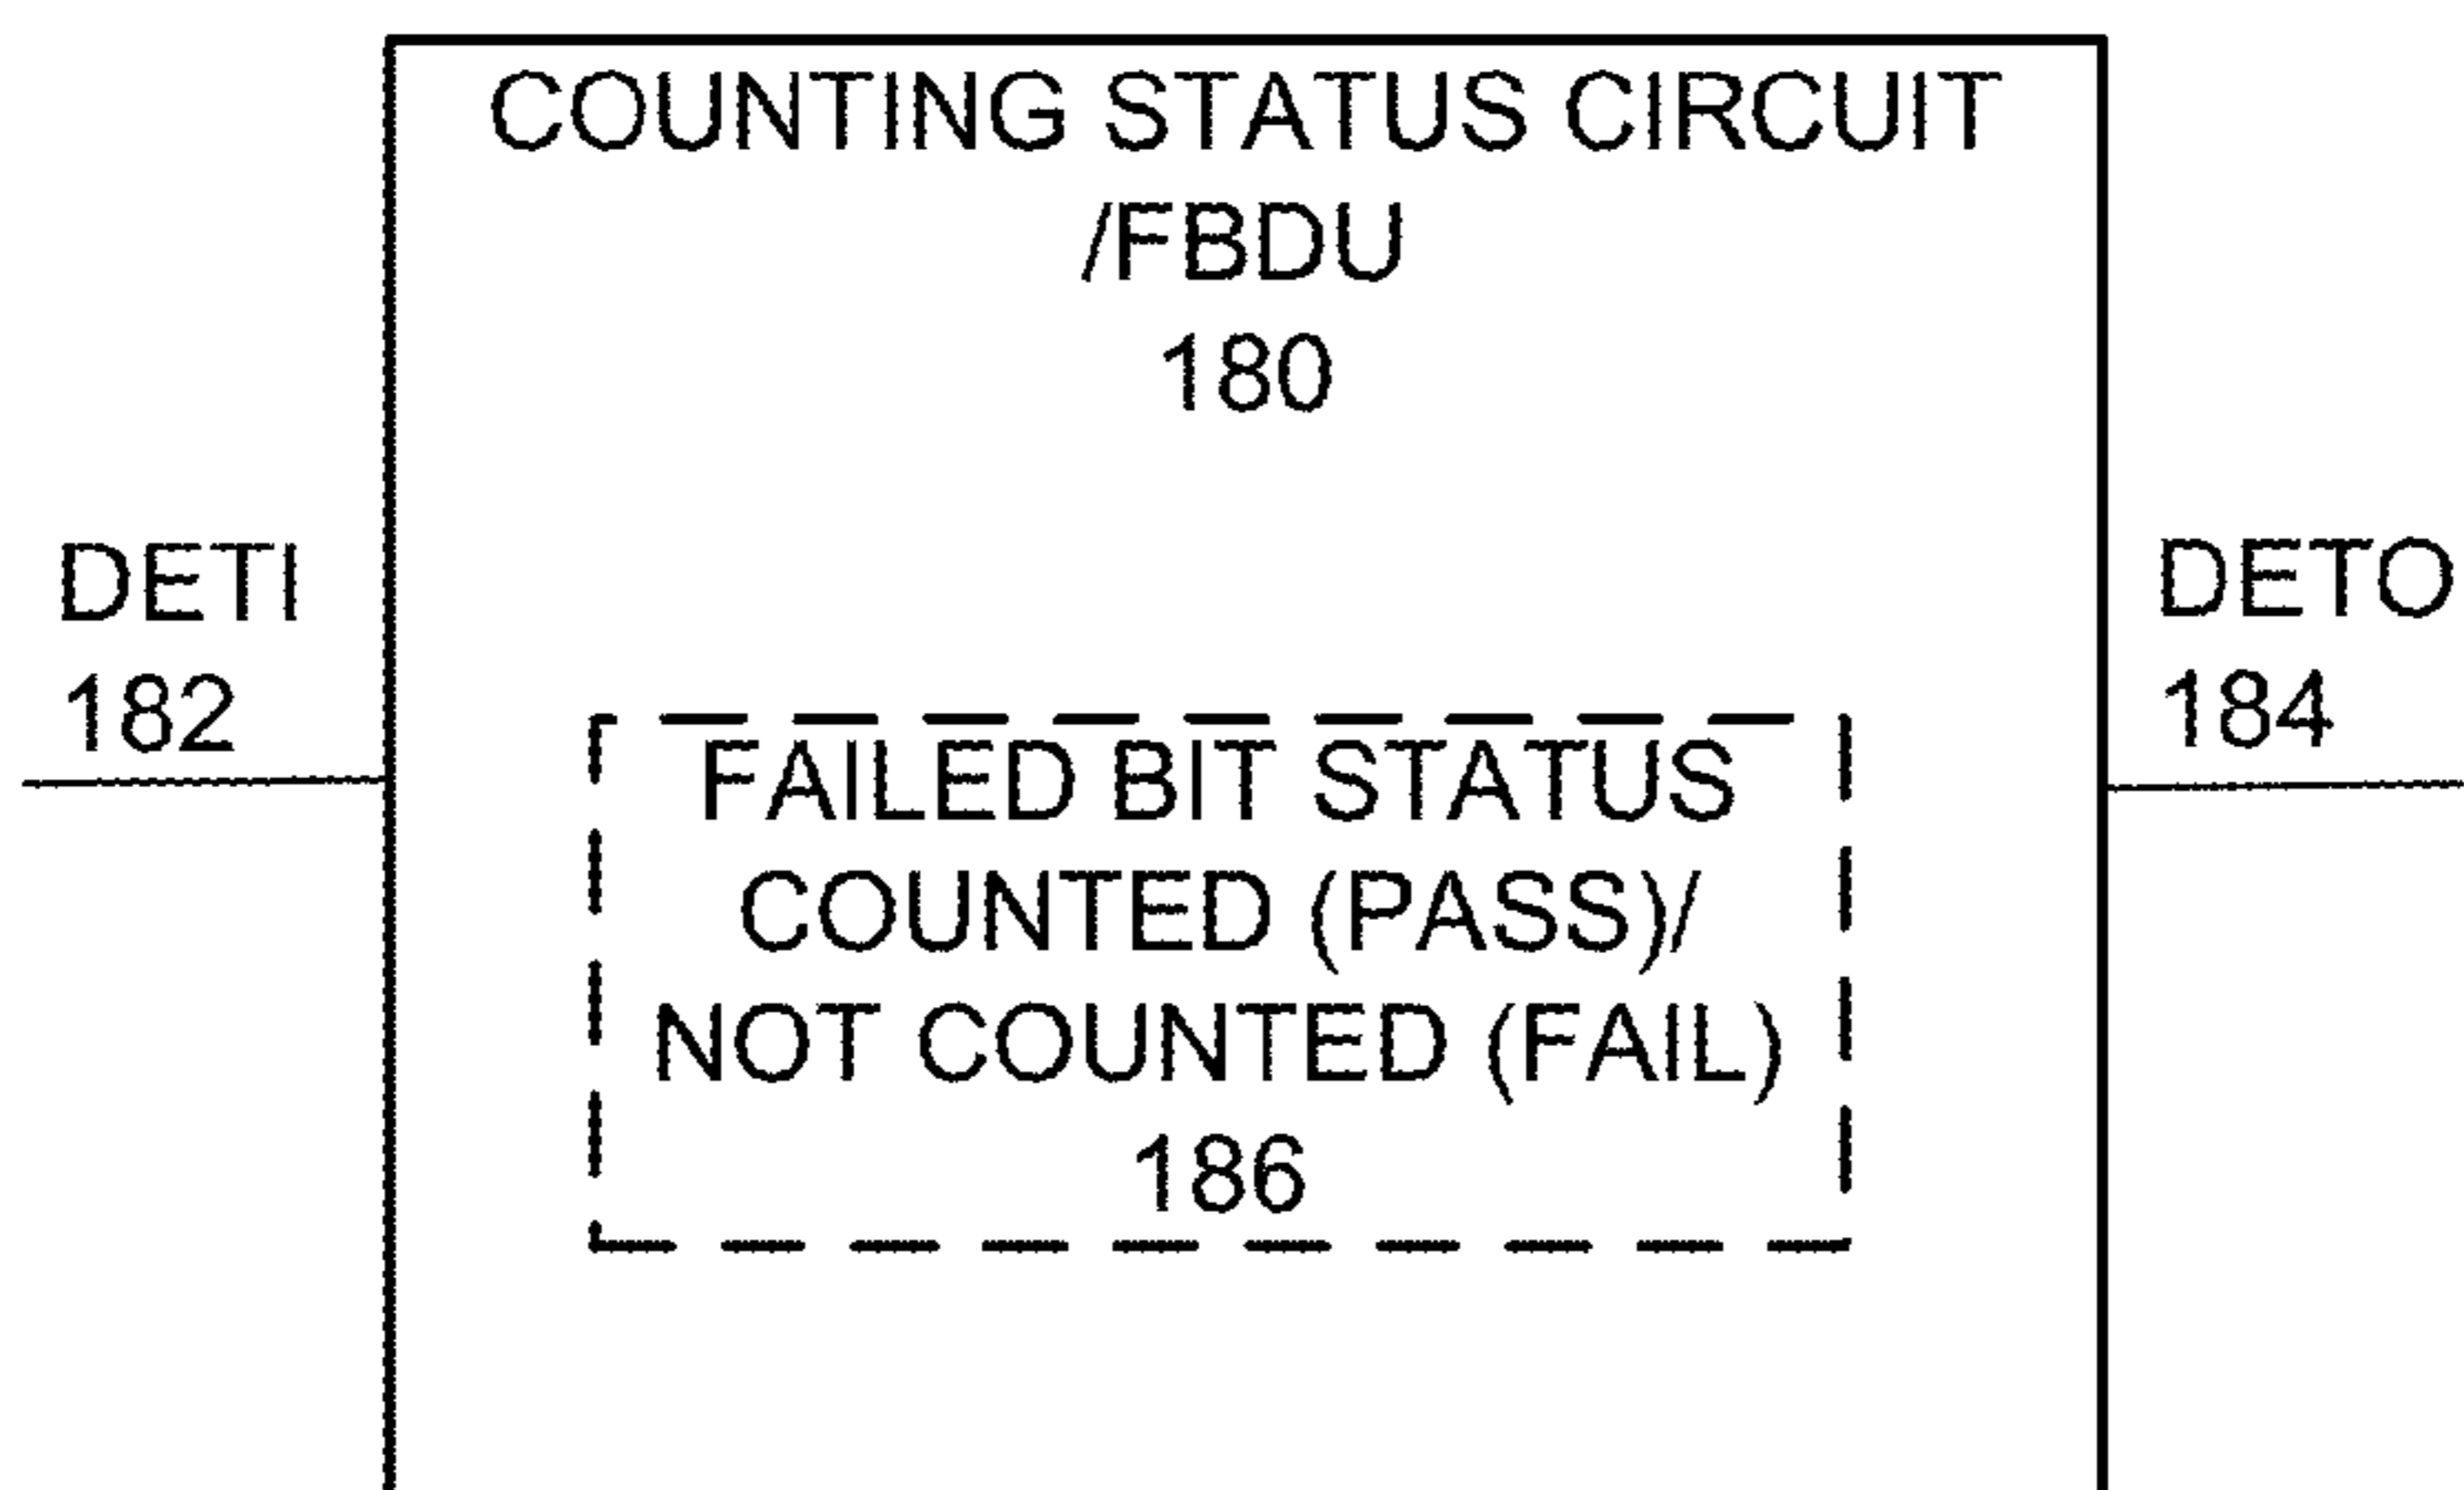 COUNTING STATUS CIRCUIT
/FBDU
180
DETI
182
DETO
184
FAILED BIT STATUS
COUNTED (PASS)/
NOT COUNTED (FAIL)
186